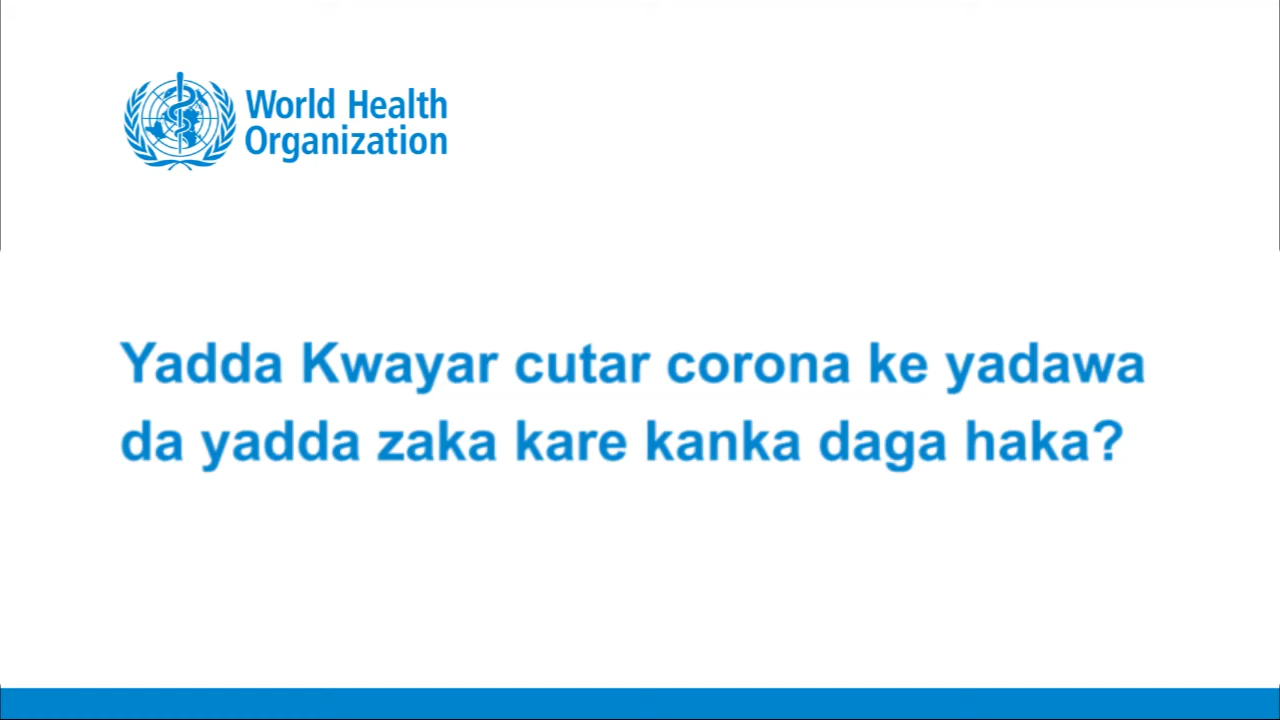 World Health
Organization
Yadda Kwayar cutar corona ke yadawa
da yadda zaka kare kanka daga haka?